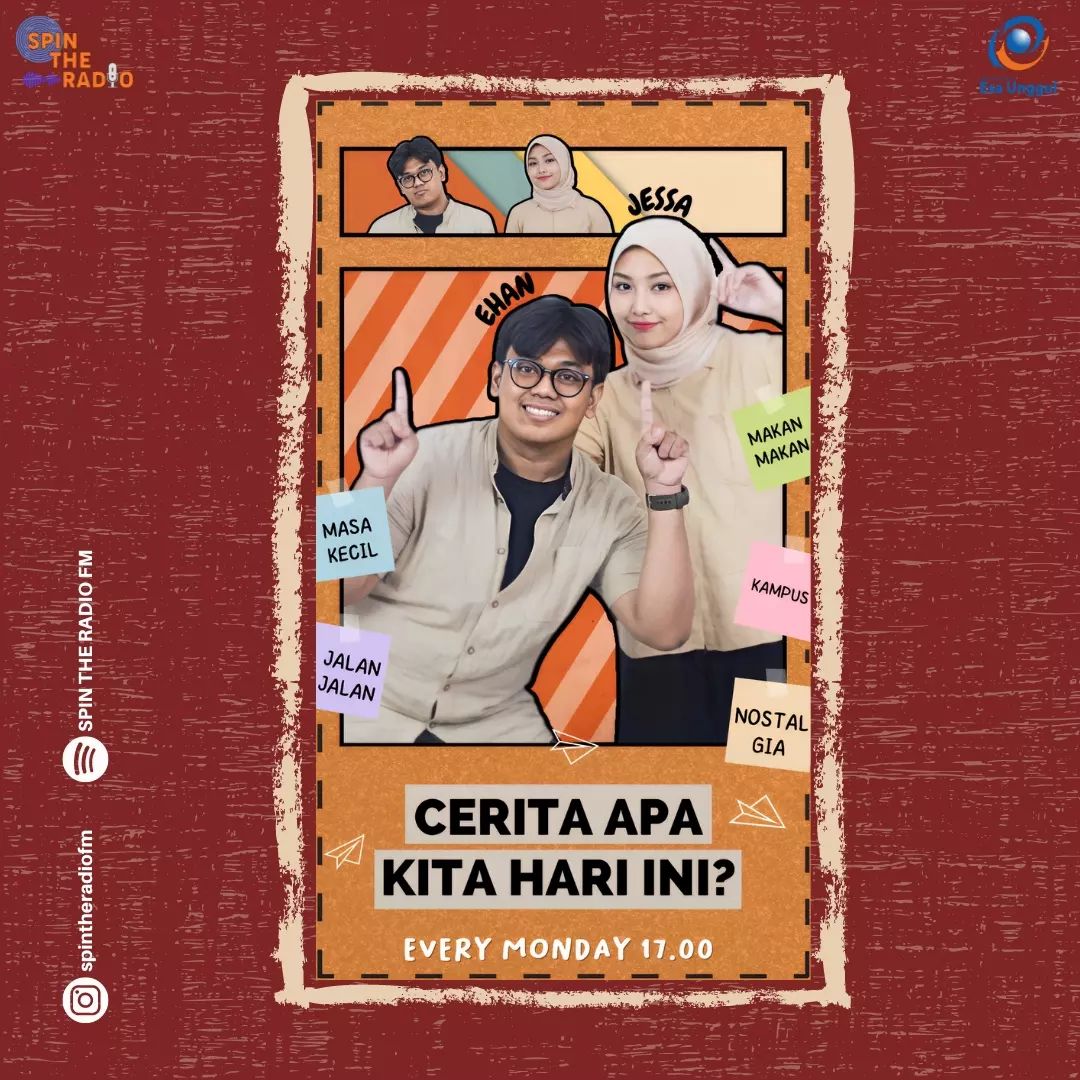 SPIN
THE
RADIO
Esa Unggul
JESSA
EHAN
MAKAN
MAKAN
MASA
KECIL
KAMPUS
JALAN
JALAN
NOSTAL
GIA
CERITA APA
KITA HARI INI?
EVERY MONDAY 17.00
SPIN THE RADIO FM
spintheradiofm